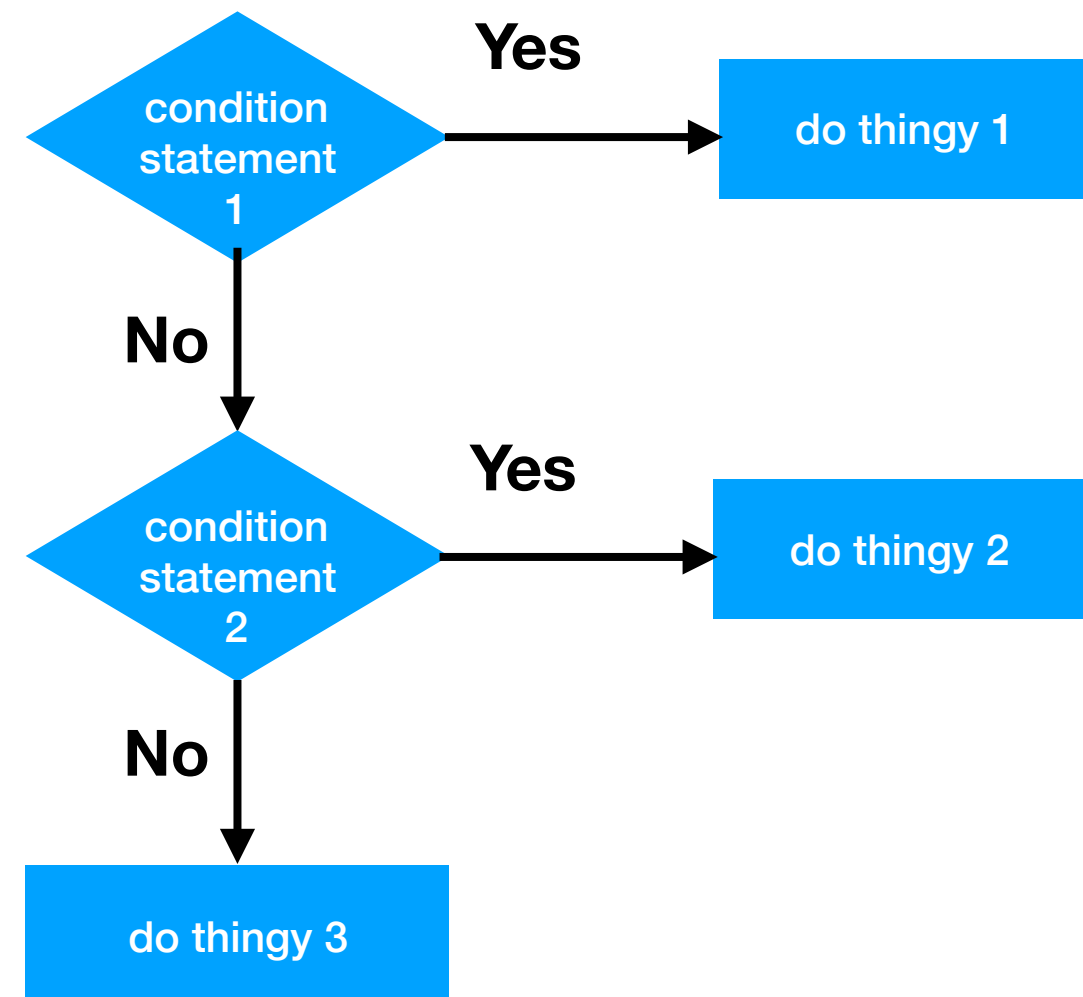 Yes
condition
statement
1
do thingy 1
No
Yes
condition
statement
2
do thingy 2
No
do thingy 3